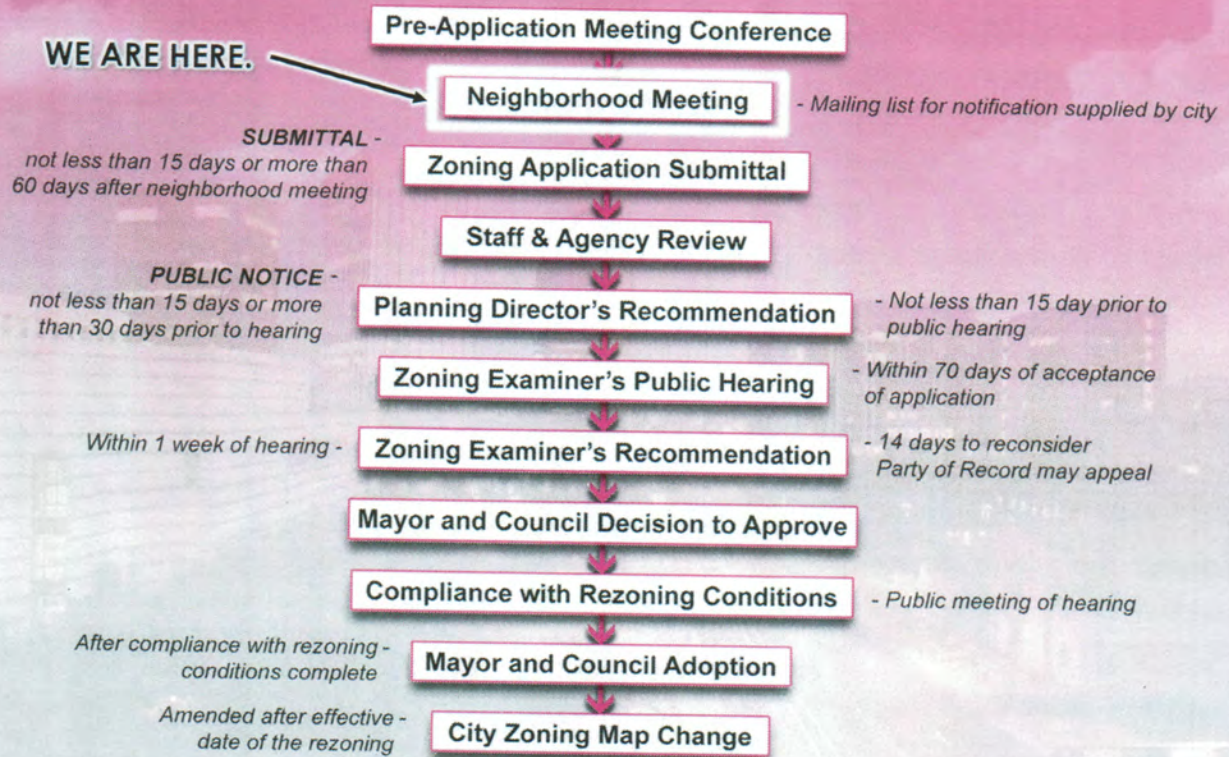 Pre-Application Meeting Conference
WE ARE HERE.
Neighborhood Meeting
- Mailing list for notification supplied by city
SUBMITTAL -
not less than 15 days or more than
60 days after neighborhood meeting
Zoning Application Submittal
Staff & Agency Review
PUBLIC NOTICE -
not less than 15 days or more
than 30 days prior to hearing
Planning Director's Recommendation
- Not less than 15 day prior to
public hearing
Zoning Examiner's Public Hearing
- Within 70 days of acceptance
of application
Within 1 week of hearing -
Zoning Examiner's Recommendation
- 14 days to reconsider
Party of Record may appeal
Mayor and Council Decision to Approve
Compliance with Rezoning Conditions
- Public meeting of hearing
After compliance with rezoning -
conditions complete
Mayor and Council Adoption
Amended after effective -
date of the rezoning
City Zoning Map Change